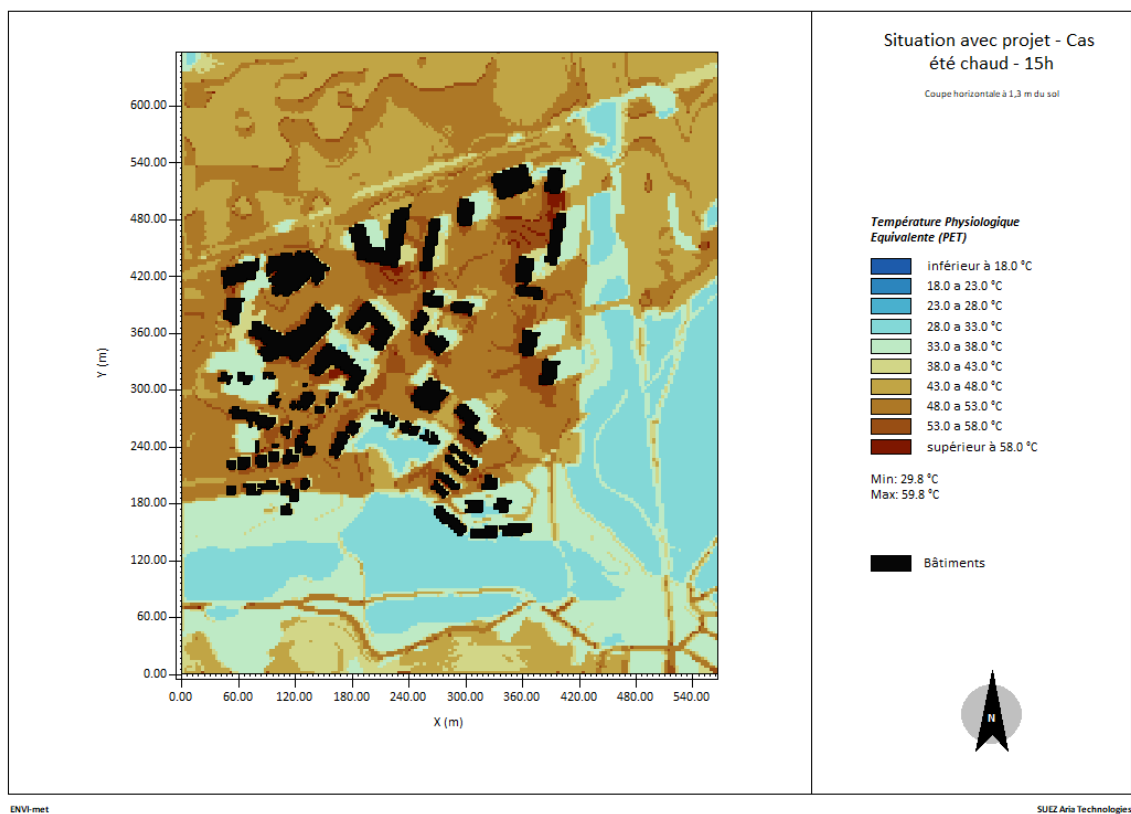 Situation avec projet - Cas
été chaud - 15h
Coupe horizontale à 1,3 m du sol
600.00
540.00
480.00
420.00
360.00
300.00
240.00
180.00
120.00
60.00
0.00
Y (m)
0.00 60.00 120.00 180.00 240.00 300.00 360.00 420.00 480.00 540.00
X (m)
Température Physiologique
Equivalente (PET)
inférieur à 18.0 °C
18.0 a 23.0 °C
23.0 a 28.0 °C
28.0 a 33.0 °C
33.0 a 38.0 °C
38.0 a 43.0 °C
43.0 a 48.0 °C
48.0 a 53.0 °C
53.0 a 58.0 °C
supérieur à 58.0 °C
Min: 29.8 °C
Max: 59.8 °C
Bâtiments
N
ENVI-met
SUEZ Aria Technologies